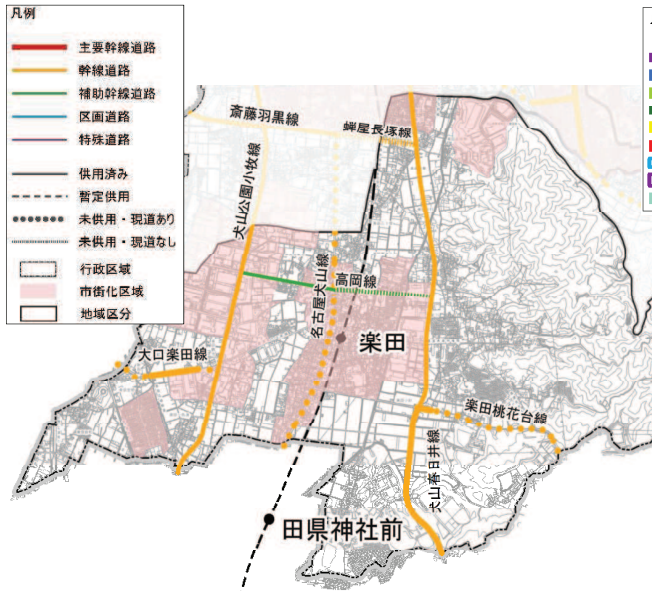 凡例
主要幹線道路
幹線道路
補助幹線道路
区画道路
特殊道路
供用済み
暫定供用
未供用・現道あり
未供用・現道なし
行政区域
市街化区域
地域区分
斎藤羽黒線
蝉屋長塚線
犬山公園小牧線
高岡線
名古屋犬山線
楽田
大口楽田線
楽田桃花台線
犬山春日井線
田県神社前